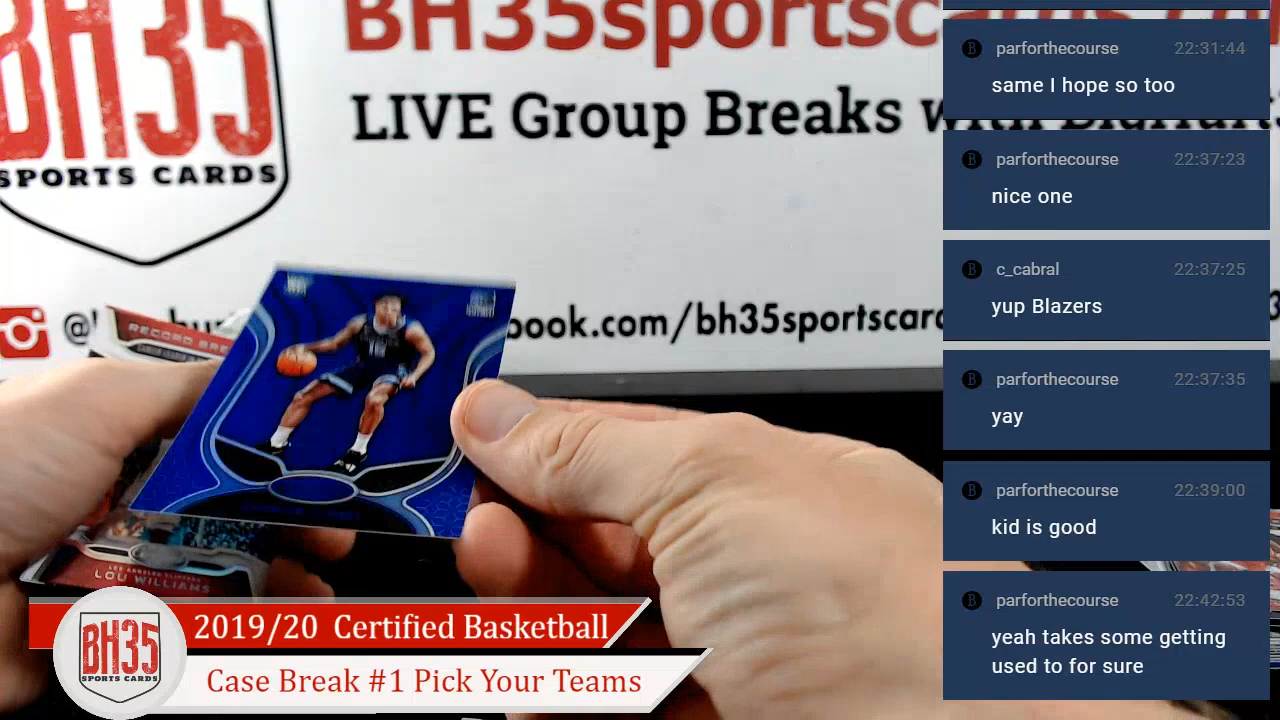 BH35
SPORTS CARDS
BH35sportsc
LIVE Group Breaks
book.com/bh35sportscar
RECORD BRE
LOS ANGELES CLIPPERS
LOU WILLIAMS
BH35
SPORTS CARDS
2019/20 Certified Basketball
Case Break #1 Pick Your Teams
parforthecourse 22:31:44
same I hope so too
parforthecourse 22:37:23
nice one
c_cabral 22:37:25
yup Blazers
parforthecourse 22:37:35
yay
parforthecourse 22:39:00
kid is good
parforthecourse 22:42:53
yeah takes some getting
used to for sure